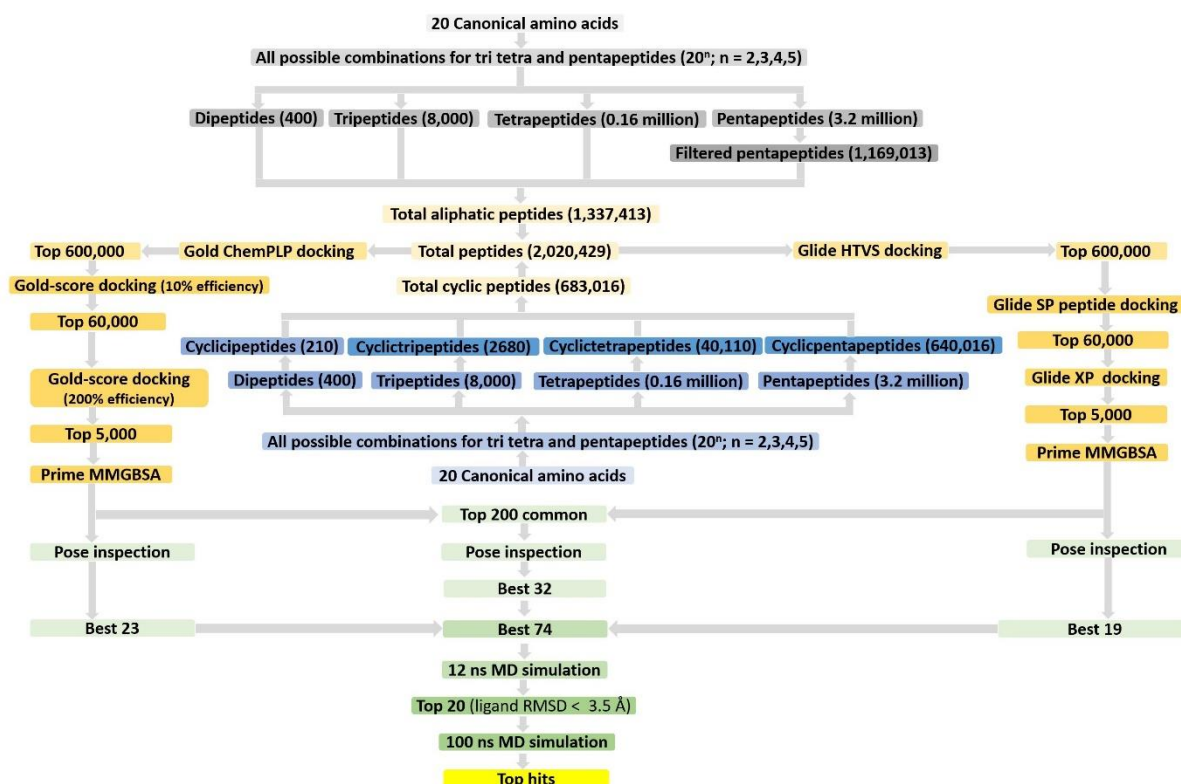 20 Canonical amino acids
All possible combinations for tri tetra and pentapeptides (20ⁿ; n = 2,3,4,5)
Dipeptides (400) Tripeptides (8,000) Tetrapeptides (0.16 million) Pentapeptides (3.2 million)
Filtered pentapeptides (1,169,013)
Total aliphatic peptides (1,337,413)
Top 600,000 Gold ChemPLP docking Total peptides (2,020,429) Glide HTVS docking Top 600,000
Gold-score docking (10% efficiency) Total cyclic peptides (683,016)
Glide SP peptide docking
Top 60,000
Cyclicipeptides (210) Cyclictripeptides (2680) Cyclictetrapeptides (40,110) Cyclicpentapeptides (640,016) Top 60,000
Gold-score docking Dipeptides (400) Tripeptides (8,000) Tetrapeptides (0.16 million) Pentapeptides (3.2 million) Glide XP docking
(200% efficiency)
Top 5,000 Top 5,000
All possible combinations for tri tetra and pentapeptides (20ⁿ; n = 2,3,4,5)
Prime MMGBSA 20 Canonical amino acids Prime MMGBSA
Top 200 common
Pose inspection Pose inspection Pose inspection
Best 32
Best 23 Best 74 Best 19
12 ns MD simulation
Top 20 (ligand RMSD < 3.5 Å)
100 ns MD simulation
Top hits